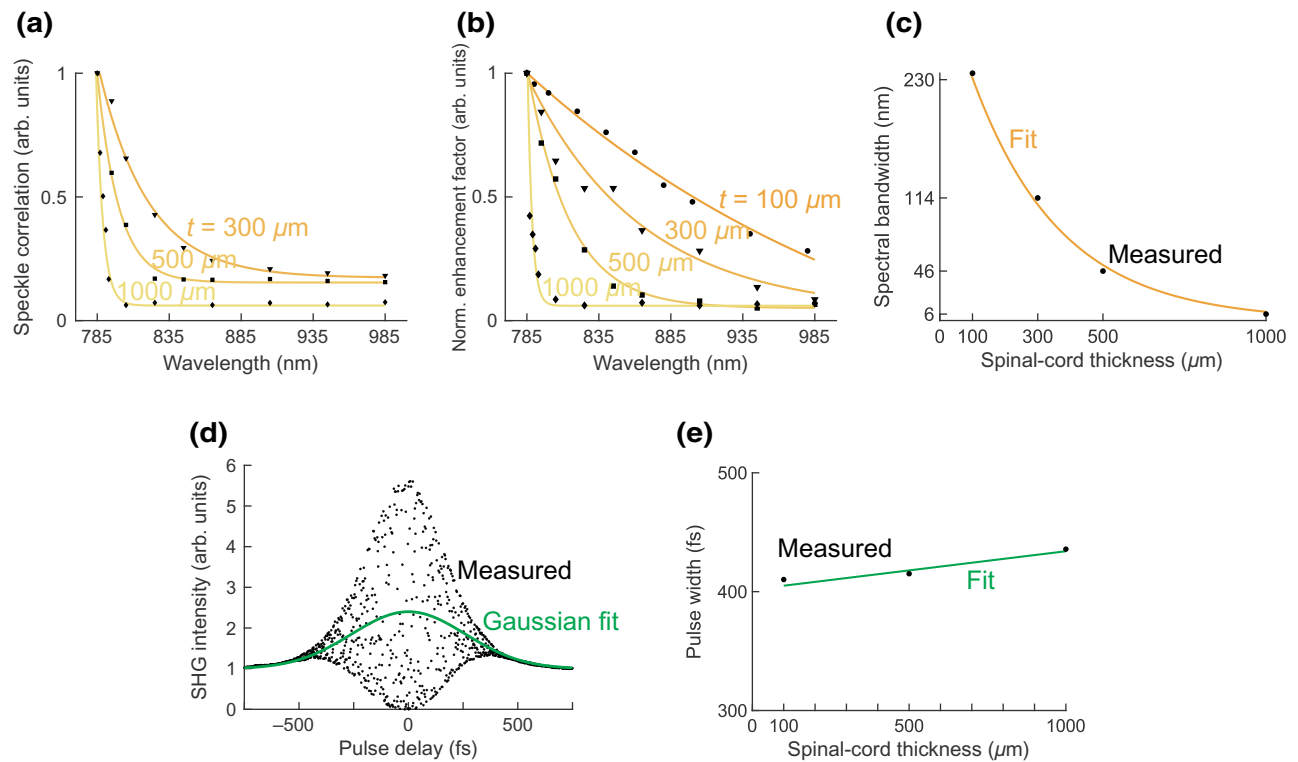 (a)
Speckle correlation (arb. units)
1
0.5
0
t = 300 µm
500 µm
1000 µm
785 835 885 935 985
Wavelength (nm)
(b)
Norm. enhancement factor (arb. units)
1
0.5
0
t = 100 µm
300 µm
500 µm
1000 µm
785 835 885 935 985
Wavelength (nm)
(c)
Spectral bandwidth (nm)
230
114
46
6
Fit
Measured
0 100 300 500 1000
Spinal-cord thickness (µm)
(d)
SHG intensity (arb. units)
6
5
4
3
2
1
0
Measured
Gaussian fit
–500 0 500
Pulse delay (fs)
(e)
Pulse width (fs)
500
400
300
Measured
Fit
0 100 500 1000
Spinal-cord thickness (µm)